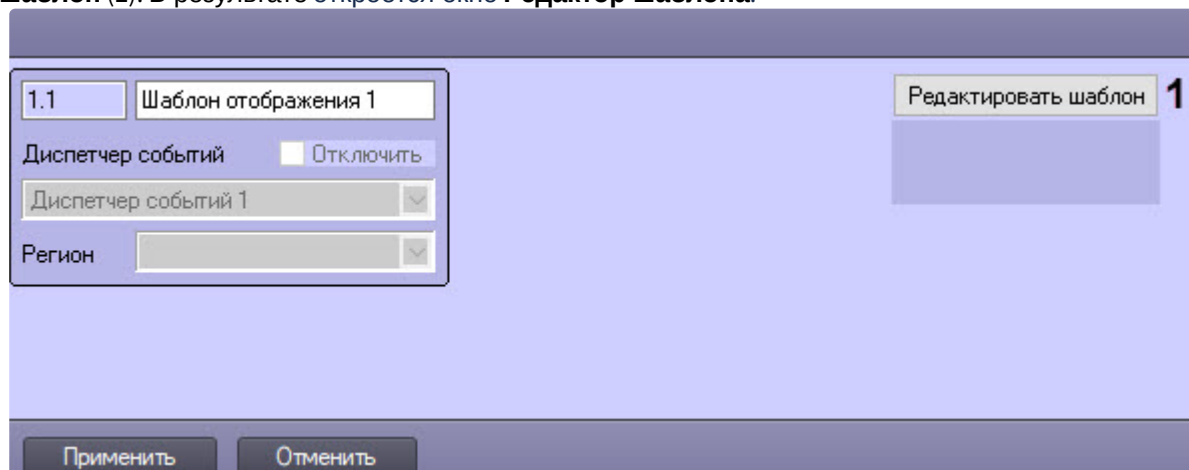 Шаблон (1). В результате откроется окно Редактор шаблона.
1.1 Шаблон отображения 1 Редактировать шаблон 1
Диспетчер событий Отключить
Диспетчер событий 1
Регион
Применить Отменить